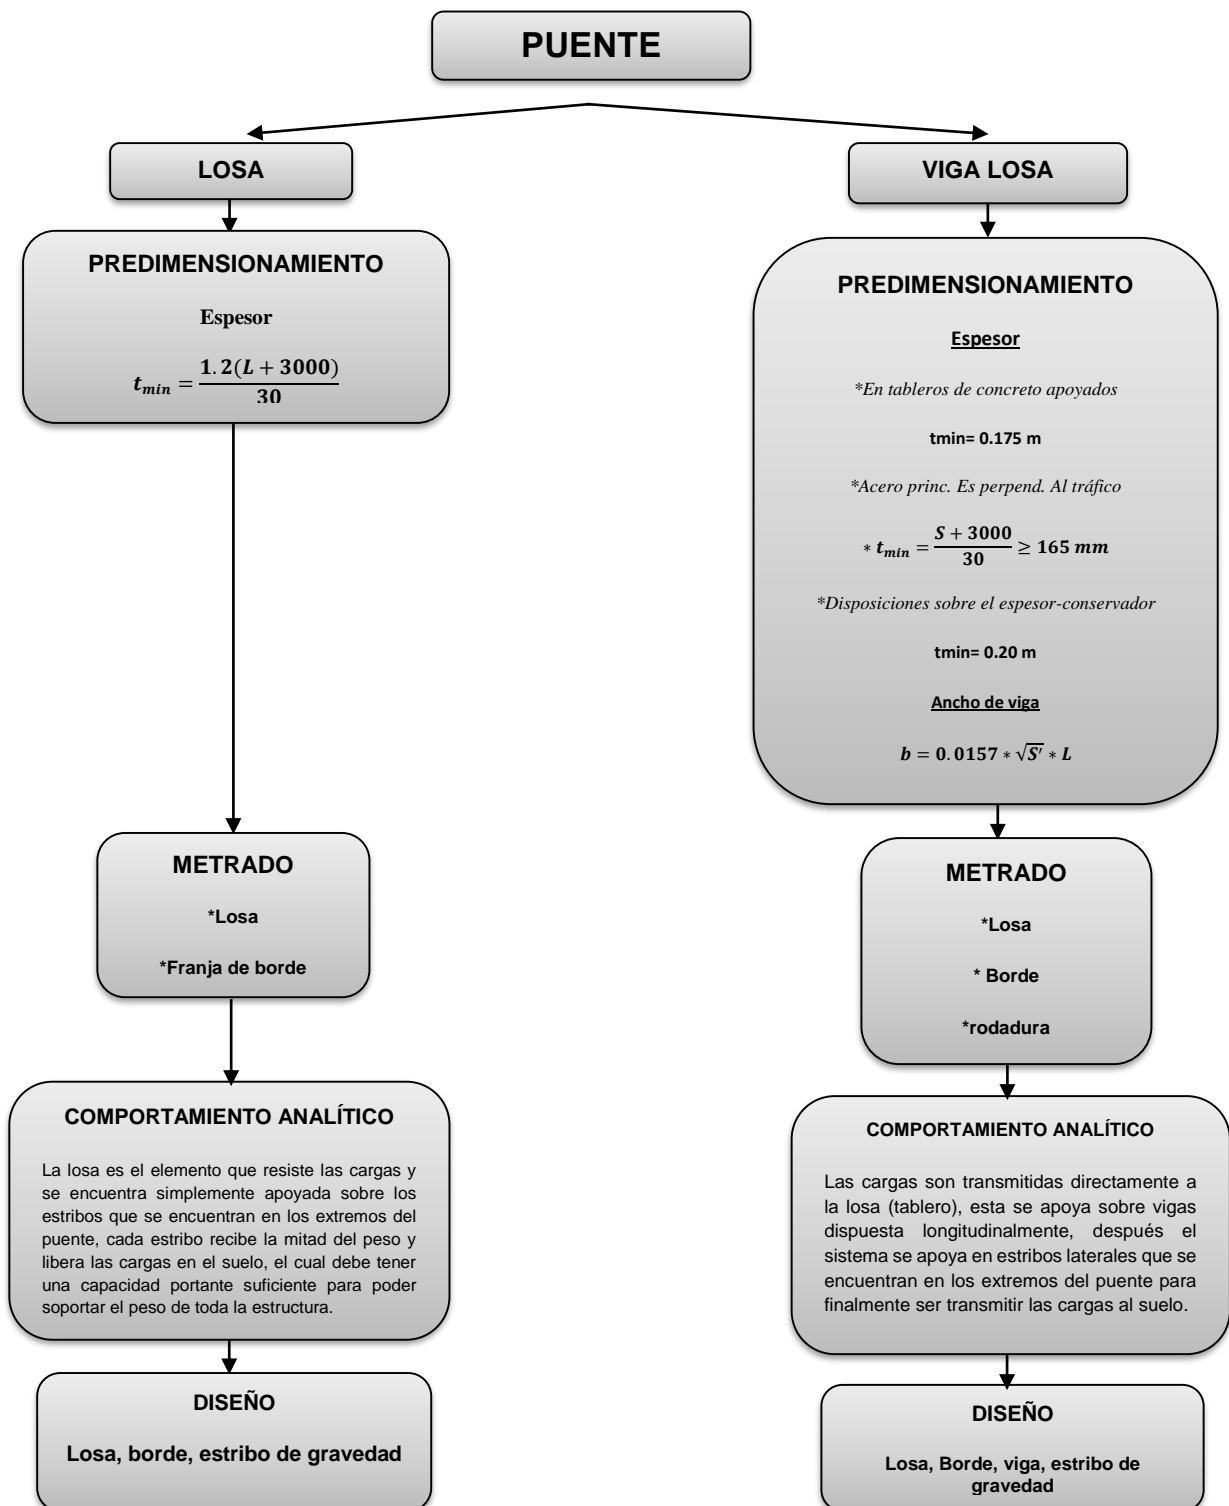 PUENTE
LOSA
PREDIMENSIONAMIENTO
Espesor
t_{min} = \frac{1.2(L + 3000)}{30}
METRADO
*Losa
*Franja de borde
COMPORTAMIENTO ANALÍTICO
La losa es el elemento que resiste las cargas y
se encuentra simplemente apoyada sobre los
estribos que se encuentran en los extremos del
puente, cada estribo recibe la mitad del peso y
libera las cargas en el suelo, el cual debe tener
una capacidad portante suficiente para poder
soportar el peso de toda la estructura.
DISEÑO
Losa, borde, estribo de gravedad
VIGA LOSA
PREDIMENSIONAMIENTO
Espesor
*En tableros de concreto apoyados
tmin= 0.175 m
*Acero princ. Es perpend. Al tráfico
* t_{min} = \frac{S + 3000}{30} ≥ 165 mm
*Disposiciones sobre el espesor-conservador
tmin= 0.20 m
Ancho de viga
b = 0.0157 * \sqrt{S'} * L
METRADO
*Losa
* Borde
*rodadura
COMPORTAMIENTO ANALÍTICO
Las cargas son transmitidas directamente a
la losa (tablero), esta se apoya sobre vigas
dispuesta longitudinalmente, después el
sistema se apoya en estribos laterales que se
encuentran en los extremos del puente para
finalmente ser transmitir las cargas al suelo.
DISEÑO
Losa, Borde, viga, estribo de
gravedad